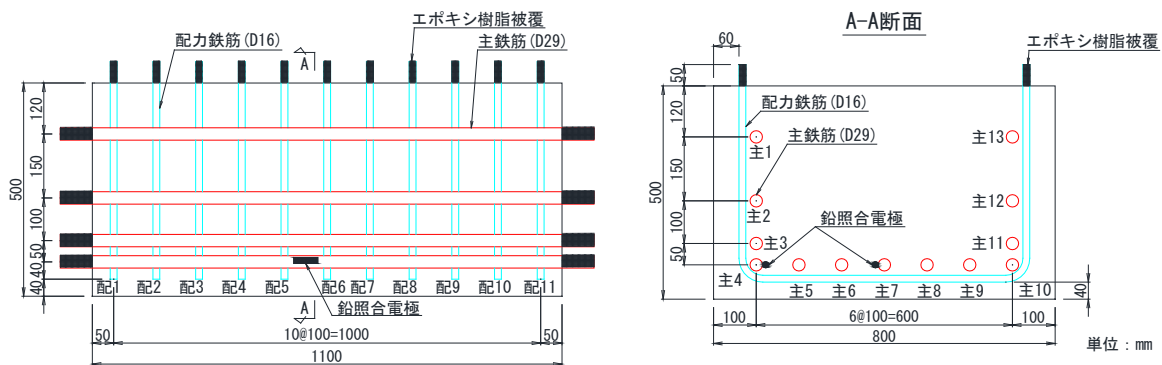 配力鉄筋(D16)
エポキシ樹脂被覆
主鉄筋(D29)
A
500
120
150
100
50
40
40
配1
配2
配3
配4
配5
配6
配7
配8
配9
配10
配11
鉛照合電極
A
50
10@100=1000
50
1100
A-A断面
60
エポキシ樹脂被覆
50
配力鉄筋(D16)
500
120
主鉄筋(D29)
主1
主13
150
鉛照合電極
主2
主12
100
主3
主11
50
主4
主5
主6
主7
主8
主9
主10
40
100
6@100=600
100
800
単位：mm